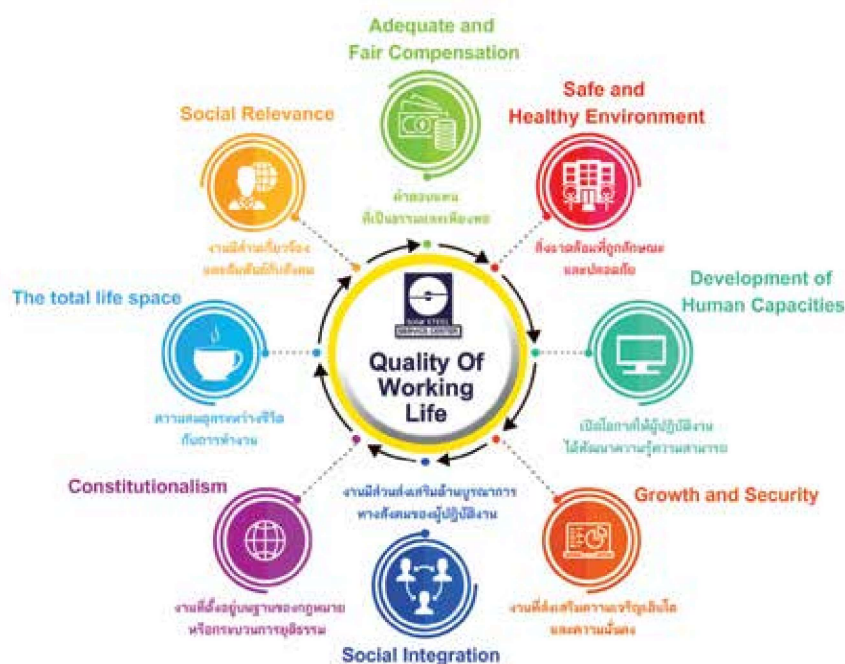 Adequate and
Fair Compensation
ค่าตอบแทน
ที่เป็นธรรมและเพียงพอ
Safe and
Healthy Environment
สิ่งแวดล้อมที่ถูกลักษณะ
และปลอดภัย
Development of
Human Capacities
เปิดโอกาสให้ผู้ปฏิบัติงาน
ได้พัฒนาความรู้ความสามารถ
Growth and Security
งานที่ส่งเสริมความเจริญเติบโต
และความมั่นคง
งานมีส่วนส่งเสริมด้านบูรณาการ
ทางสังคมของผู้ปฏิบัติงาน
Social Integration
Constitutionalism
งานที่ตั้งอยู่บนฐานของกฎหมาย
หรือกระบวนการยุติธรรม
The total life space
ความสมดุลระหว่างชีวิต
กับการทำงาน
Social Relevance
งานมีส่วนเกี่ยวข้อง
และสัมพันธ์กับสังคม
STEEL
SERVICE CENTER
Quality Of
Working
Life